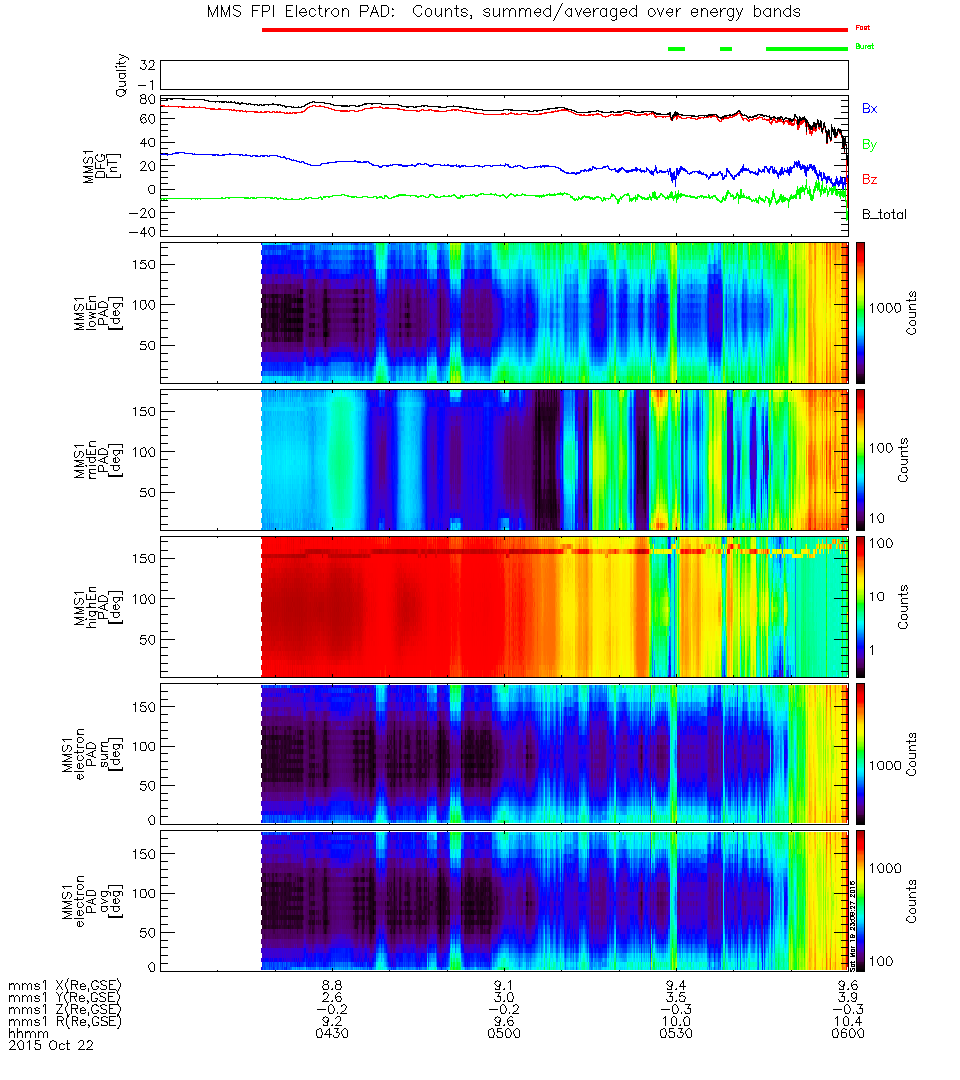 MMS FPI Electron PAD: Counts, summed/averaged over energy bands
Fast
Burst
Quality
32
−1
MMS1
DFG
[nT]
80
60
40
20
0
−20
−40
Bx
By
Bz
B_total
MMS1
lowEn
PAD
[deg]
150
100
50
1000
Counts
MMS1
midEn
PAD
[deg]
150
100
50
100
10
Counts
MMS1
highEn
PAD
[deg]
150
100
50
100
10
1
Counts
MMS1
electron
PAD
sum
[deg]
150
100
50
0
1000
Counts
MMS1
electron
PAD
avg
[deg]
150
100
50
0
1000
100
Counts
mms1 X(Re,GSE) 8.8 9.1 9.4 9.6
mms1 Y(Re,GSE) 2.6 3.0 3.5 3.9
mms1 Z(Re,GSE) −0.2 −0.2 −0.3 −0.3
mms1 R(Re,GSE) 9.2 9.6 10.0 10.4
hhmm 0430 0500 0530 0600
2015 Oct 22